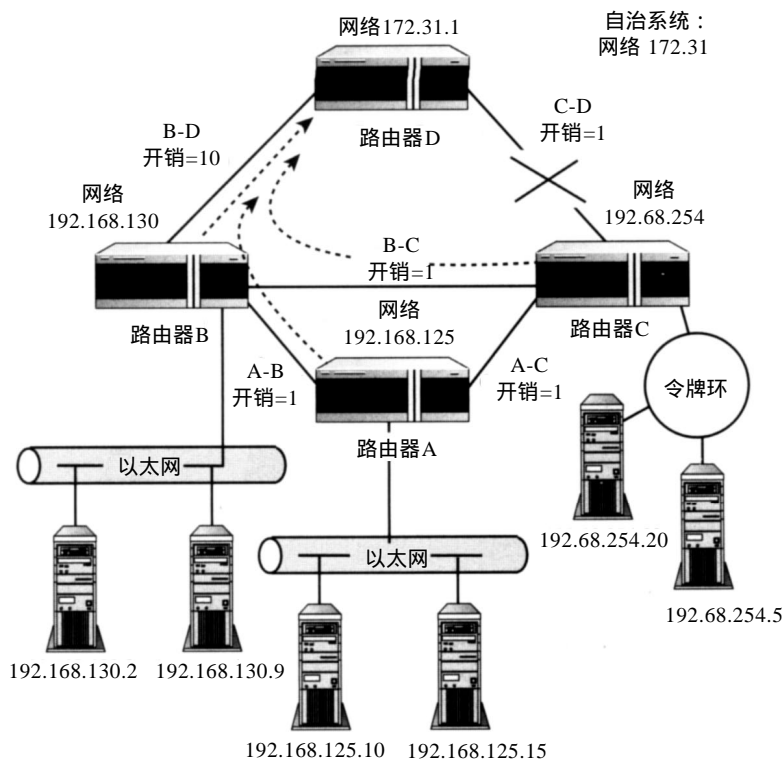 网络172.31.1
自治系统：
网络 172.31
C-D
开销=1
B-D
开销=10
路由器D
网络
192.168.130
网络
192.68.254
B-C
开销=1
路由器B
网络
192.168.125
路由器C
A-B
开销=1
A-C
开销=1
令牌环
路由器A
以太网
以太网
192.68.254.20
192.68.254.5
192.168.130.2
192.168.130.9
192.168.125.10
192.168.125.15